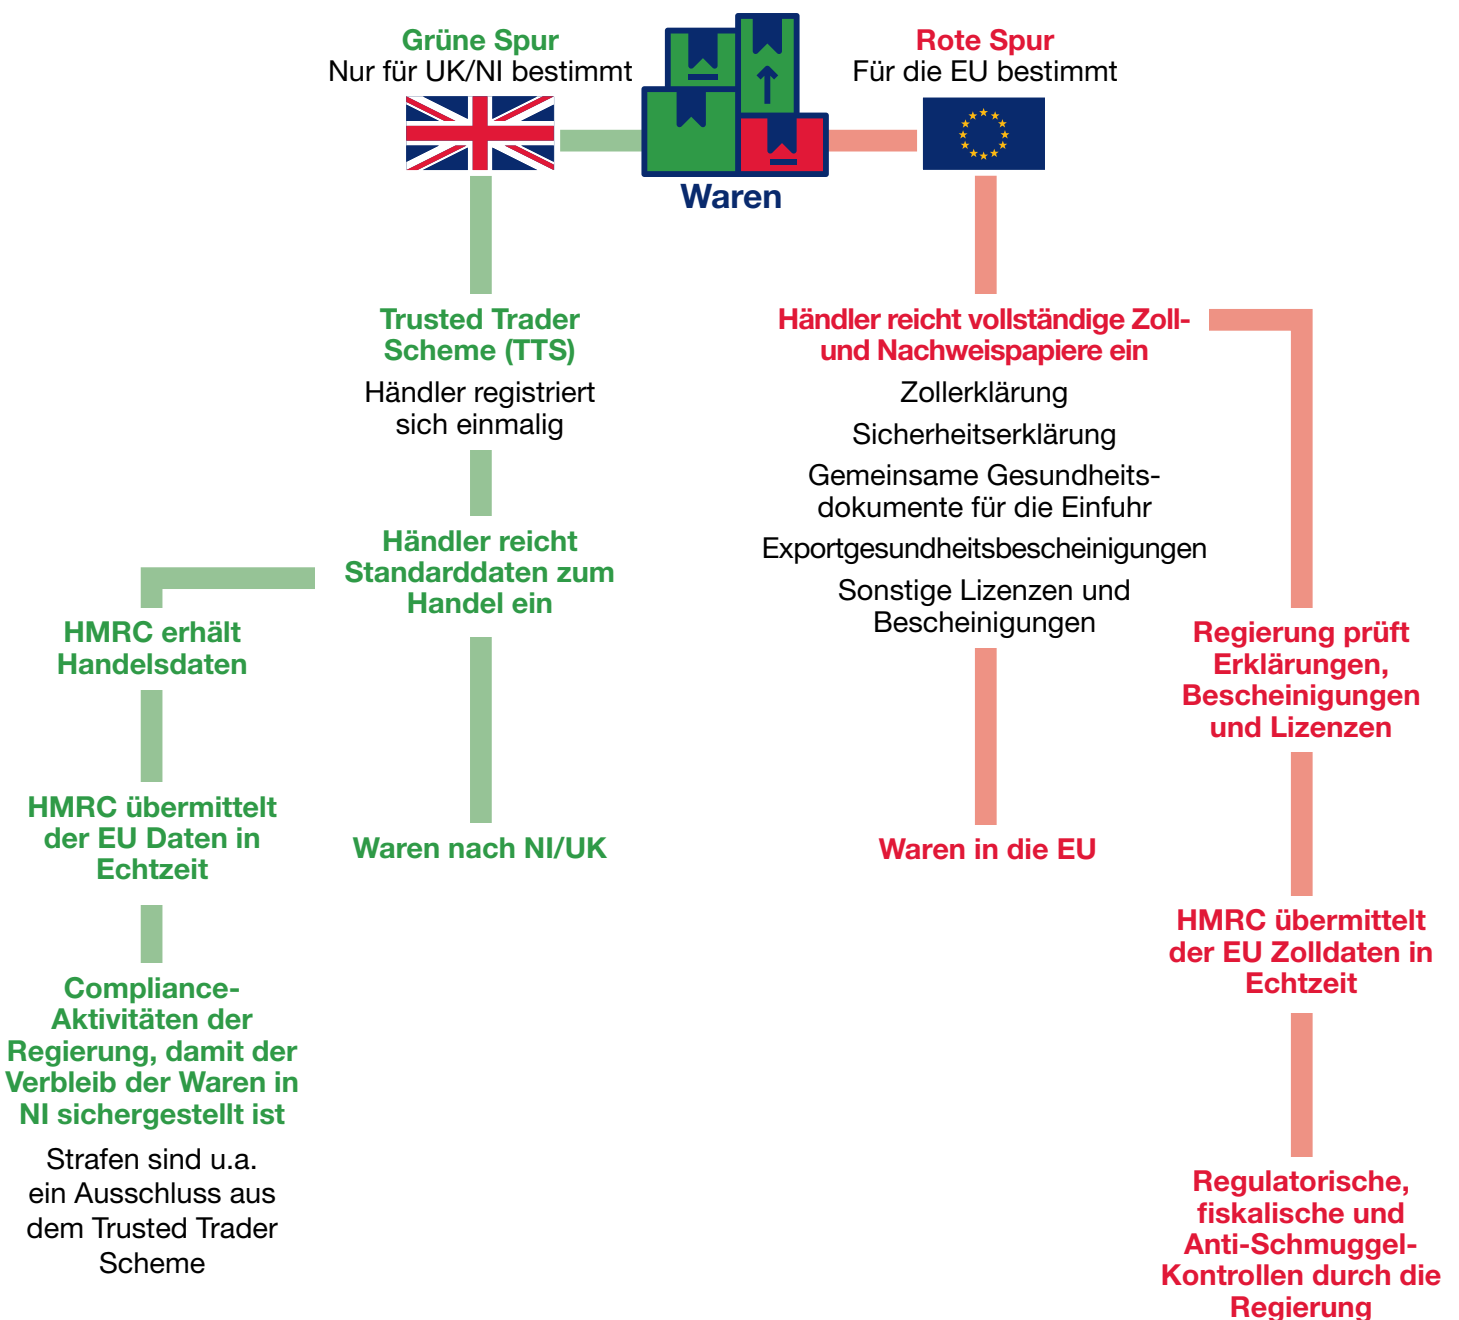 Grüne Spur
Nur für UK/NI bestimmt
Waren
Rote Spur
Für die EU bestimmt
Trusted Trader
Scheme (TTS)
Händler registriert
sich einmalig
Händler reicht
Standarddaten zum
Handel ein
HMRC erhält
Handelsdaten
HMRC übermittelt
der EU Daten in
Echtzeit
Compliance-
Aktivitäten der
Regierung, damit der
Verbleib der Waren in
NI sichergestellt ist
Strafen sind u.a.
ein Ausschluss aus
dem Trusted Trader
Scheme
Waren nach NI/UK
Händler reicht vollständige Zoll-
und Nachweispapiere ein
Zollerklärung
Sicherheitserklärung
Gemeinsame Gesundheits-
dokumente für die Einfuhr
Exportgesundheitsbescheinigungen
Sonstige Lizenzen und
Bescheinigungen
Waren in die EU
Regierung prüft
Erklärungen,
Bescheinigungen
und Lizenzen
HMRC übermittelt
der EU Zolldaten in
Echtzeit
Regulatorische,
fiskalische und
Anti-Schmuggel-
Kontrollen durch die
Regierung